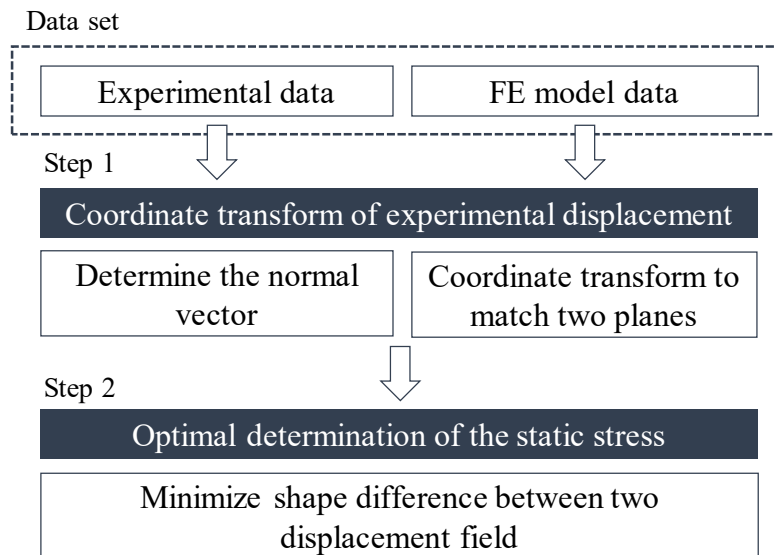 Data set
Experimental data
FE model data
Step 1
Coordinate transform of experimental displacement
Determine the normal
vector
Coordinate transform to
match two planes
Step 2
Optimal determination of the static stress
Minimize shape difference between two
displacement field